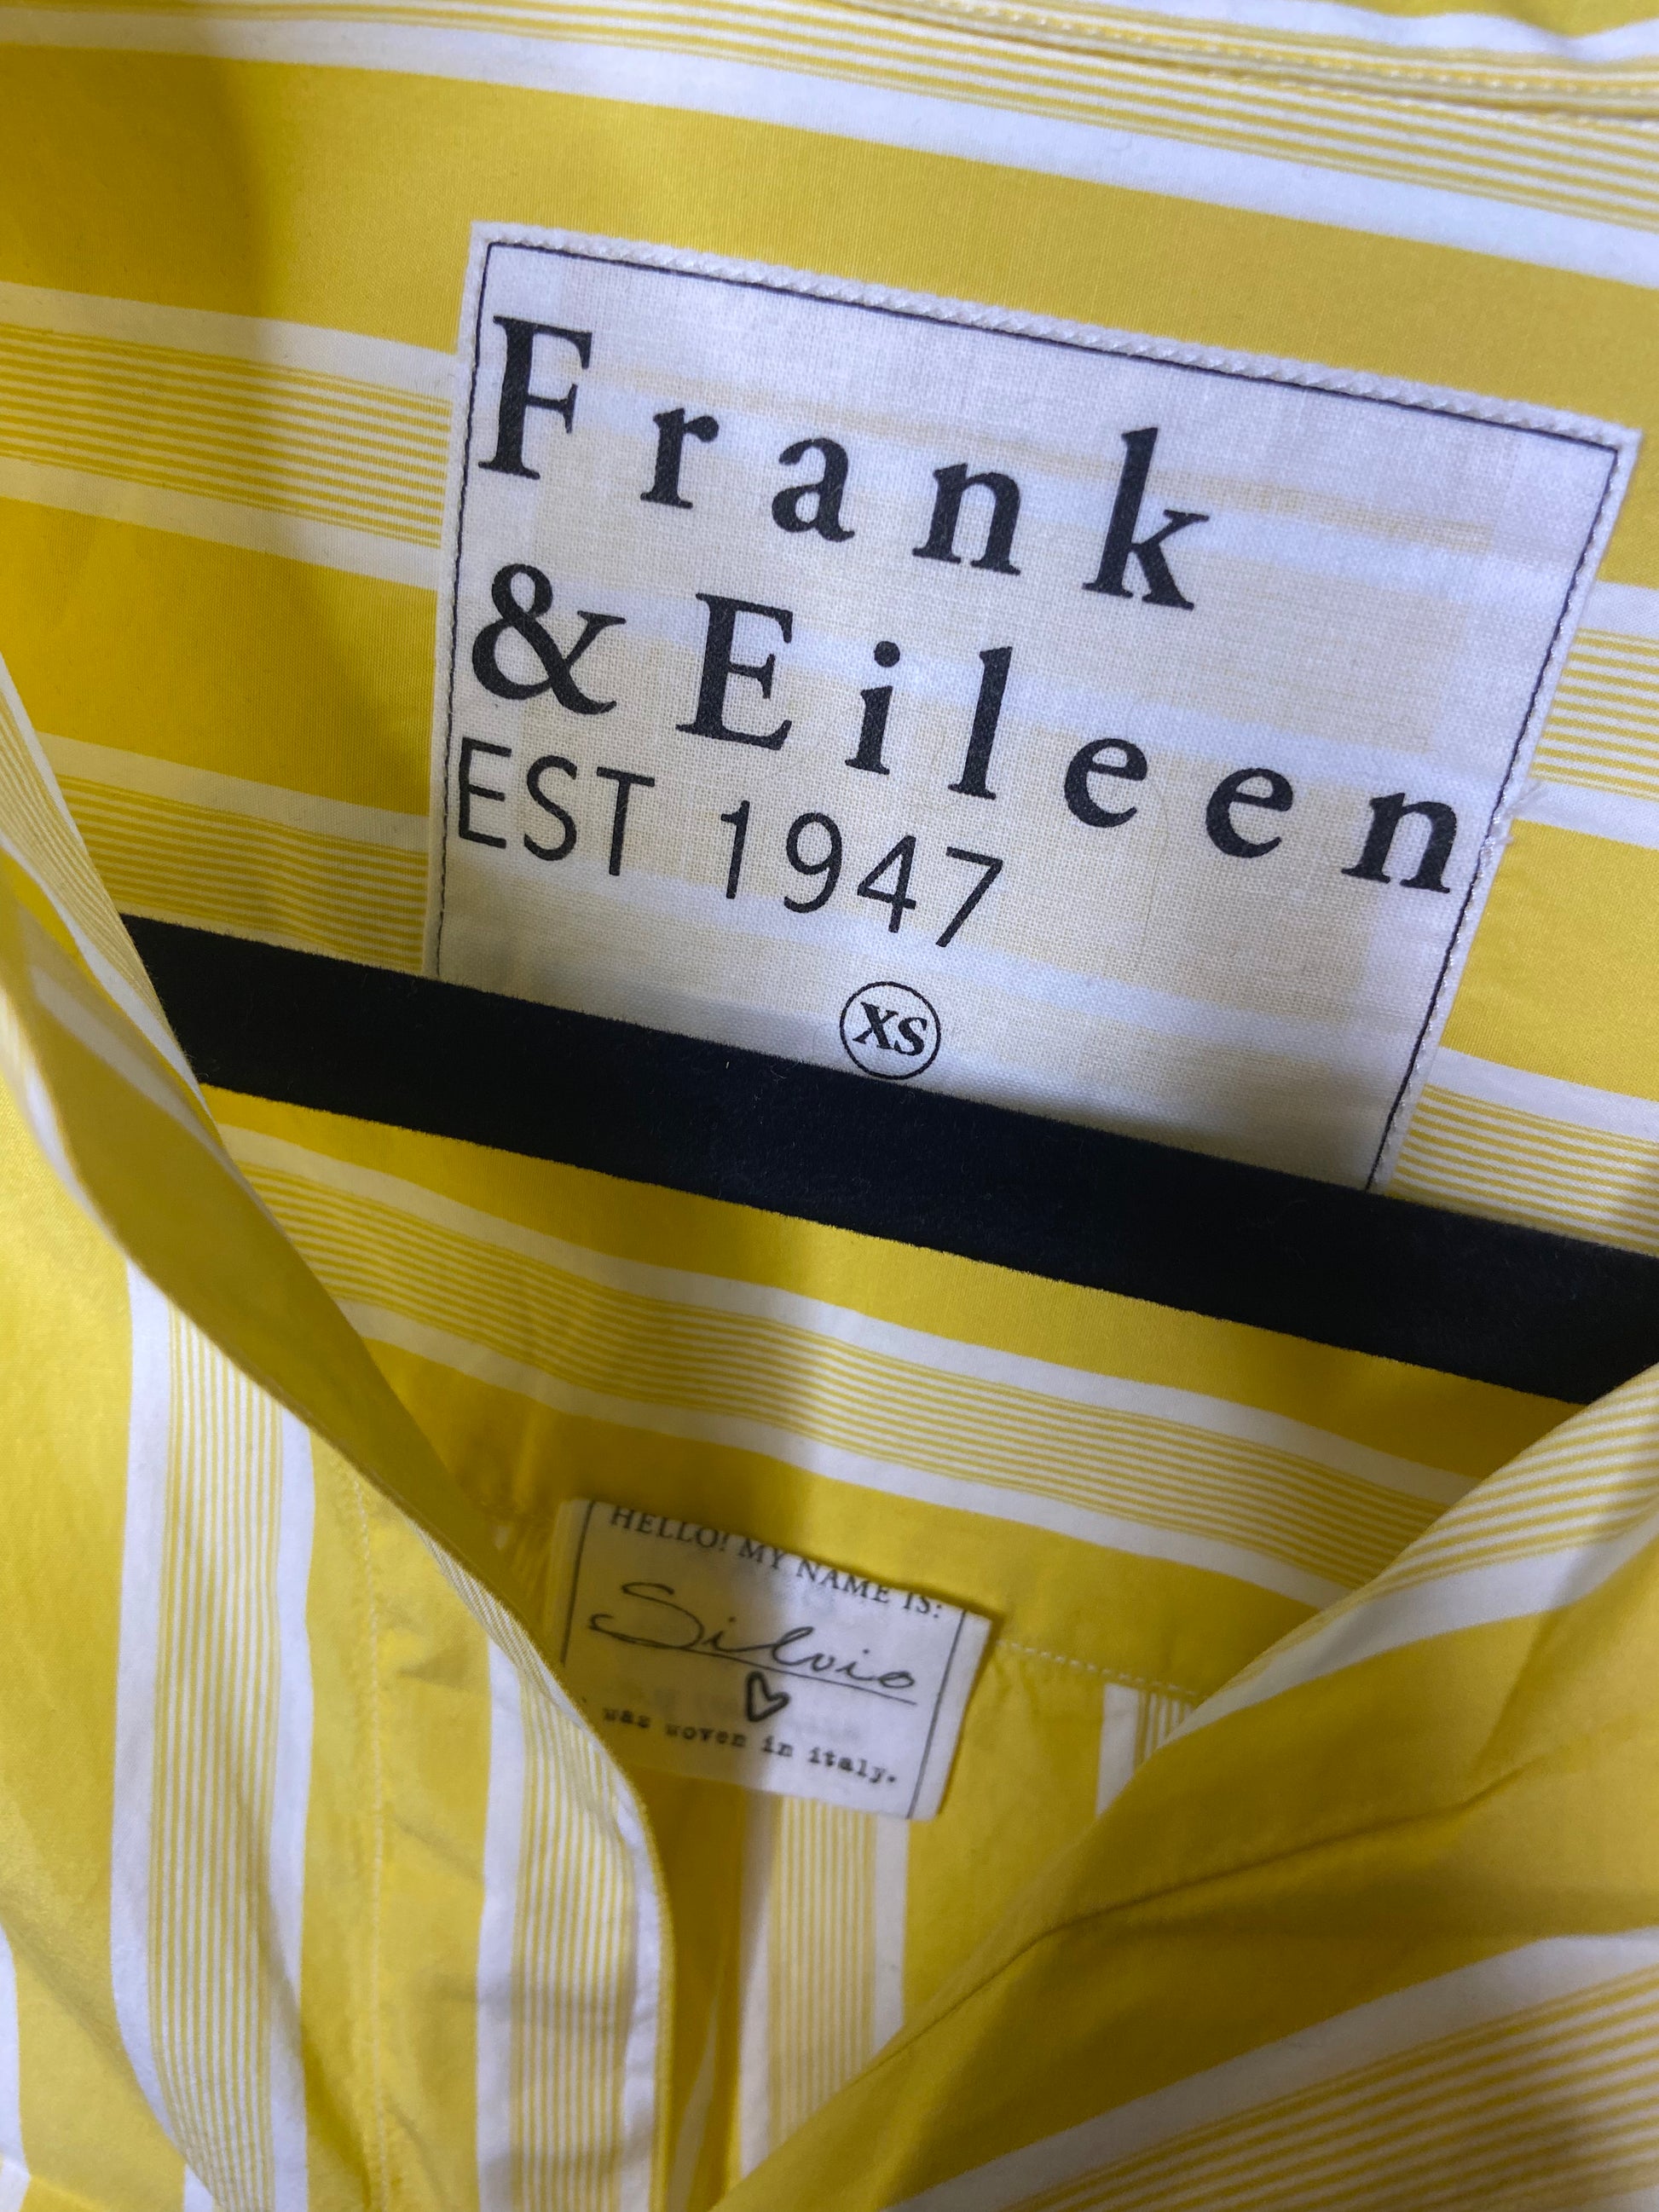 Frank
& Eileen
EST 1947
XS
HELLO! MY NAME IS:
Silvio
was woven in italy.